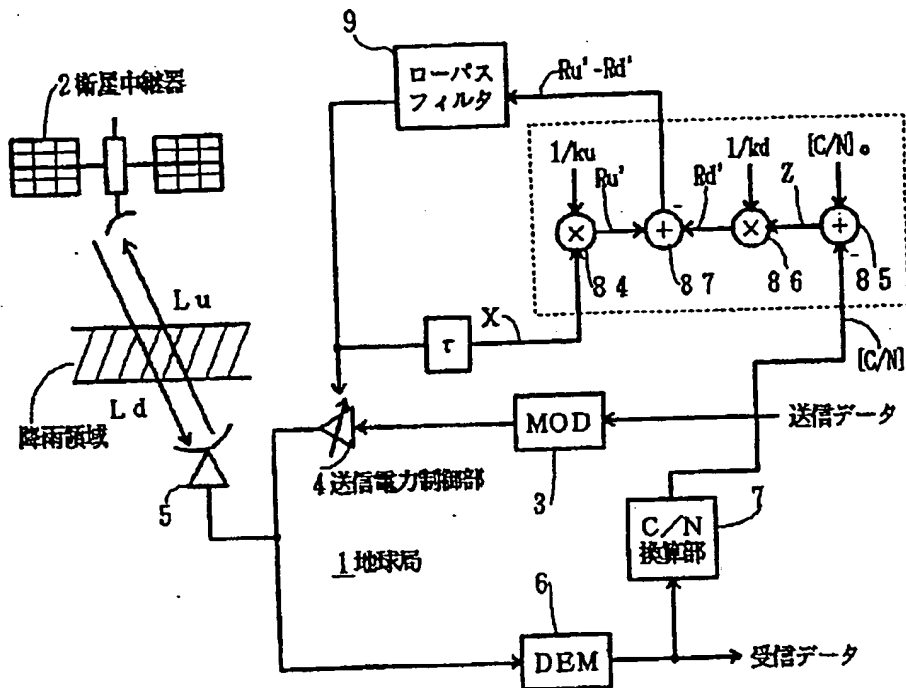 9
ローパス
フィルタ
Ru'-Rd'
2衛星中継器
1/ku
1/kd
[C/N]o
Ru'
Rd'
Z
×
+
×
+
-
-
84
87
86
85
Lu
X
τ
[C/N]
Ld
降雨領域
MOD
送信データ
4送信電力制御部
5
3
C/N
換算部
7
1地球局
6
DEM
受信データ